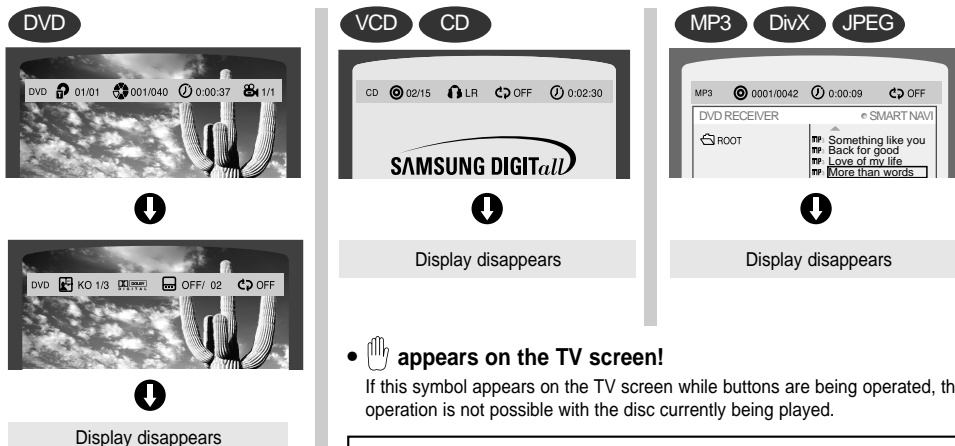 DVD
DVD 01/01 001/040 0:00:37 1/1
DVD KO 1/3 DOLBY DIGITAL OFF/ 02 OFF
Display disappears
VCD CD
CD 02/15 LR OFF 0:02:30
SAMSUNG DIGITall
Display disappears
MP3 DivX JPEG
MP3 0001/0042 0:00:09 OFF
DVD RECEIVER SMART NAVI
ROOT
Something like you
Back for good
Love of my life
More than words
Display disappears
• appears on the TV screen!
If this symbol appears on the TV screen while buttons are being operated, th
operation is not possible with the disc currently being played.